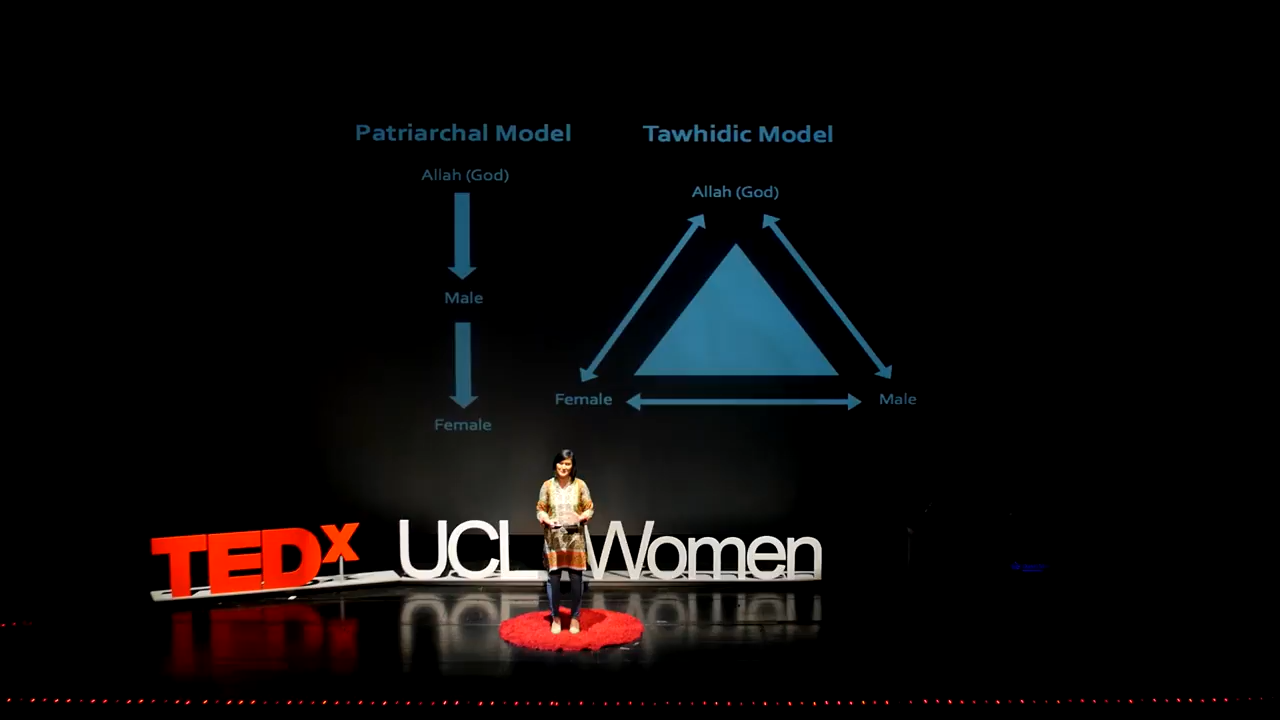 Patriarchal Model
Allah (God)
Male
Female
Tawhidic Model
Allah (God)
Female
Male
TEDx
UCL Women